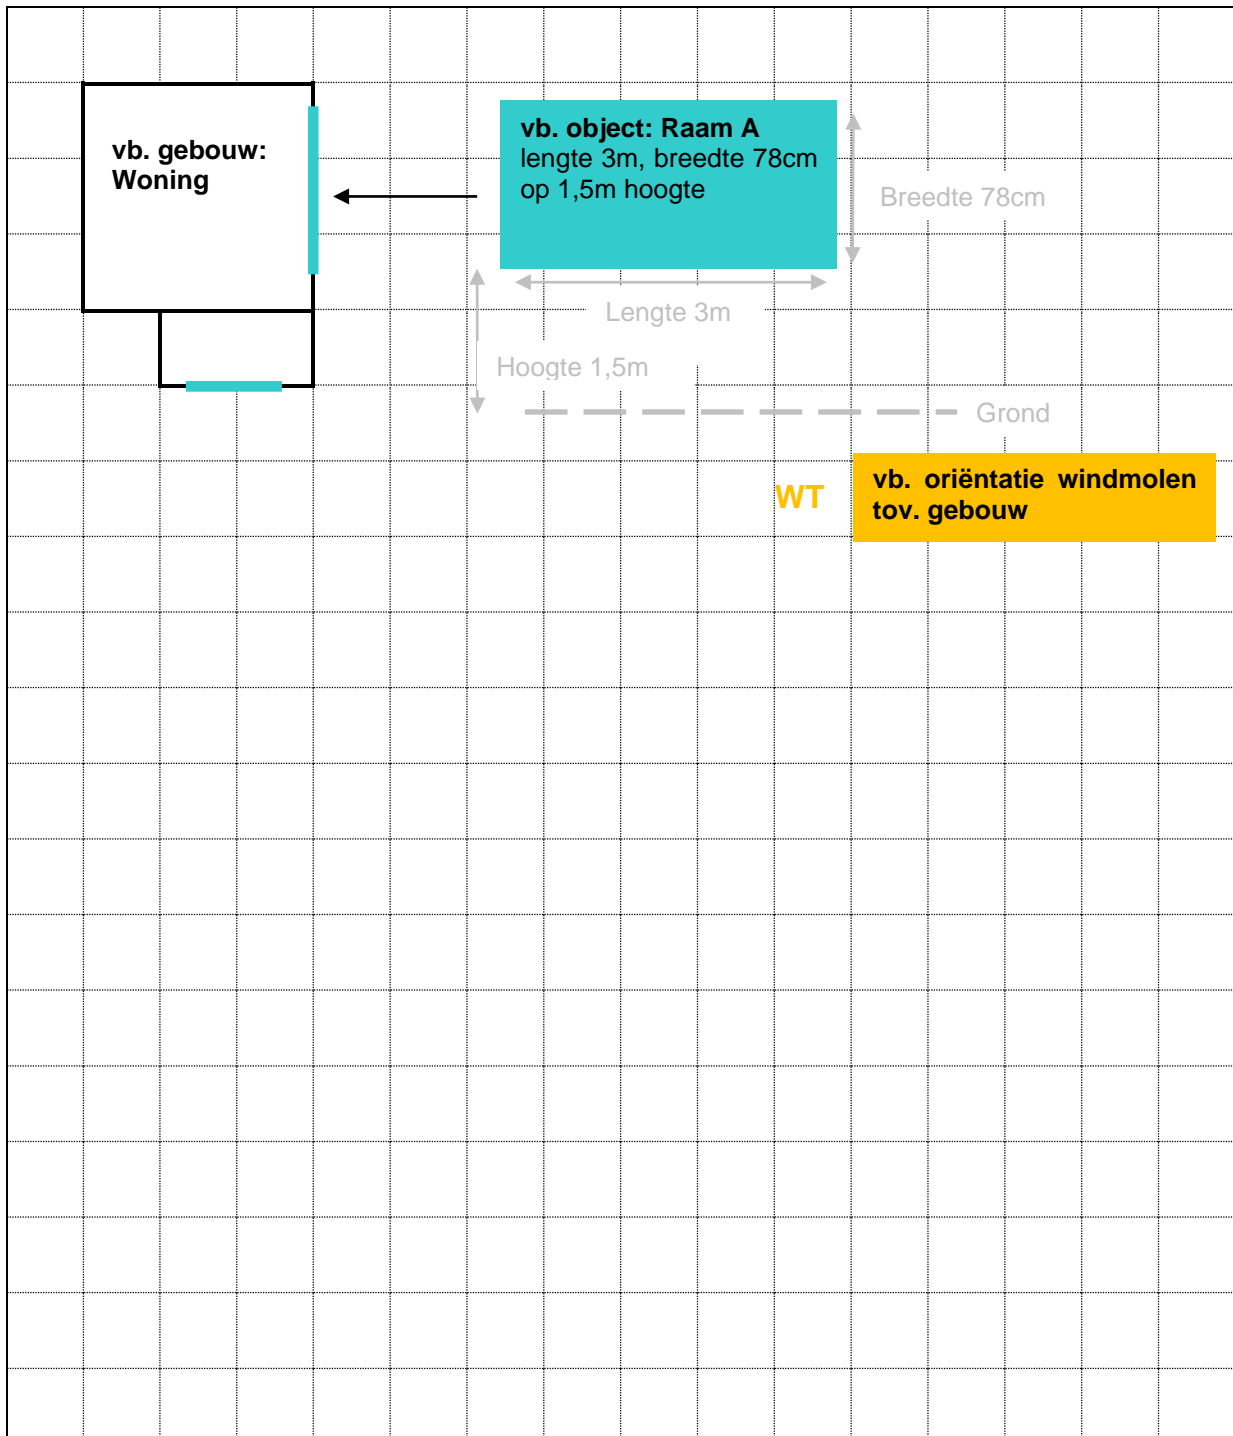 vb. gebouw:
Woning
vb. object: Raam A
lengte 3m, breedte 78cm
op 1,5m hoogte
Breedte 78cm
Lengte 3m
Hoogte 1,5m
Grond
WT
vb. oriëntatie windmolen
tov. gebouw